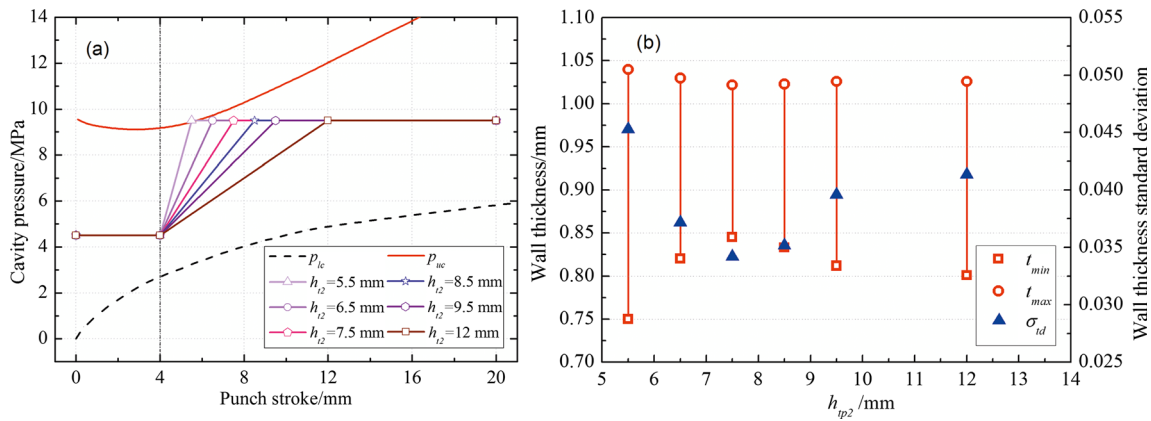 (a)
Cavity pressure/MPa
14
12
10
8
6
4
2
0
0 4 8 12 16 20
Punch stroke/mm
p_lc p_uc
h_t2=5.5 mm h_t2=8.5 mm
h_t2=6.5 mm h_t2=9.5 mm
h_t2=7.5 mm h_t2=12 mm
(b)
Wall thickness/mm
1.10
1.05
1.00
0.95
0.90
0.85
0.80
0.75
0.70
5 6 7 8 9 10 11 12 13 14
h_tp2 /mm
t_min
t_max
σ_td
0.055
0.050
0.045
0.040
0.035
0.030
0.025
Wall thickness standard deviation